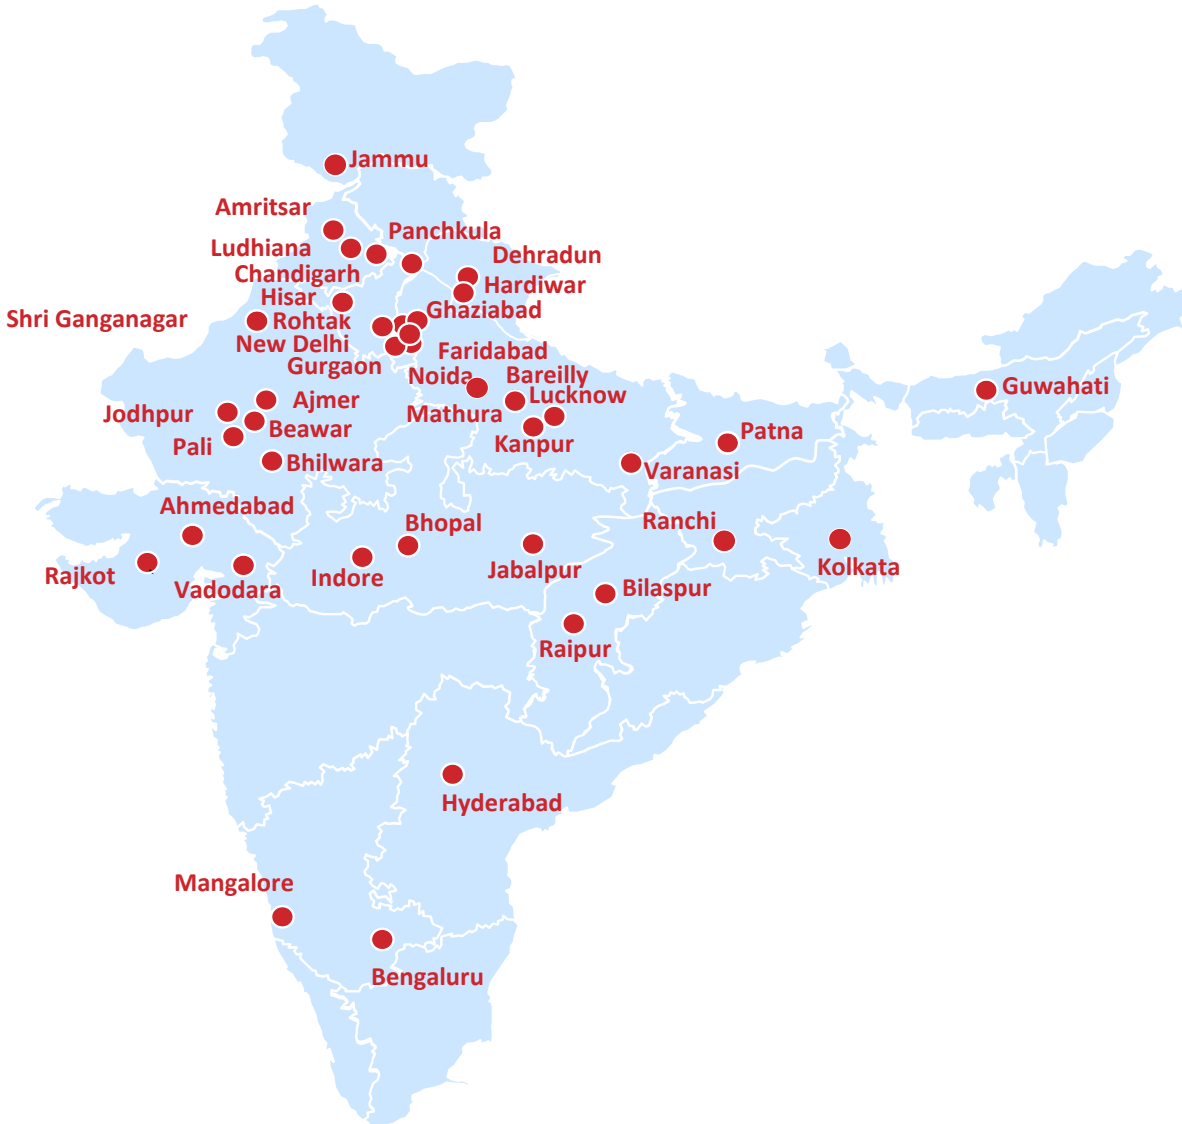 Jammu
Amritsar
Panchkula
Ludhiana
Dehradun
Chandigarh
Hardiwar
Hisar
Ghaziabad
Shri Ganganagar
Rohtak
New Delhi
Faridabad
Gurgaon
Noida
Bareilly
Guwahati
Ajmer
Lucknow
Jodhpur
Mathura
Beawar
Patna
Pali
Kanpur
Bhilwara
Varanasi
Ahmedabad
Bhopal
Ranchi
Rajkot
Indore
Jabalpur
Kolkata
Vadodara
Bilaspur
Raipur
Hyderabad
Mangalore
Bengaluru